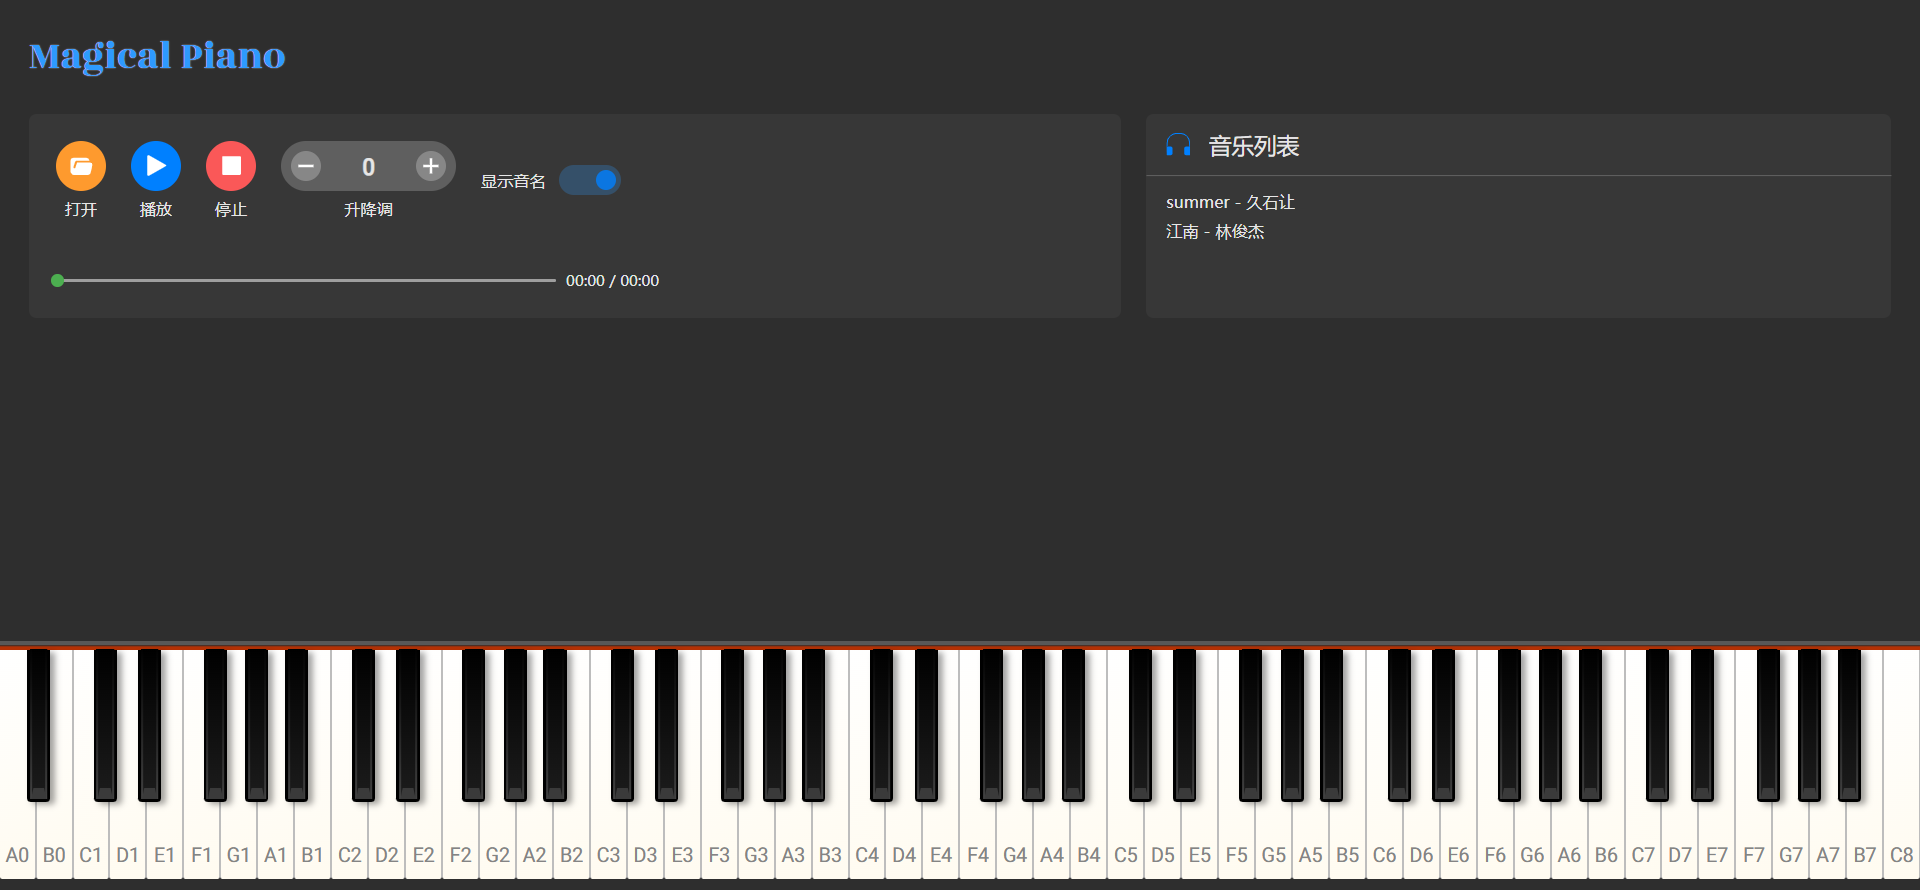 Magical Piano
打开 播放 停止 0 升降调 显示音名
00:00 / 00:00
音乐列表
summer - 久石让
江南 - 林俊杰
A0 B0 C1 D1 E1 F1 G1 A1 B1 C2 D2 E2 F2 G2 A2 B2 C3 D3 E3 F3 G3 A3 B3 C4 D4 E4 F4 G4 A4 B4 C5 D5 E5 F5 G5 A5 B5 C6 D6 E6 F6 G6 A6 B6 C7 D7 E7 F7 G7 A7 B7 C8